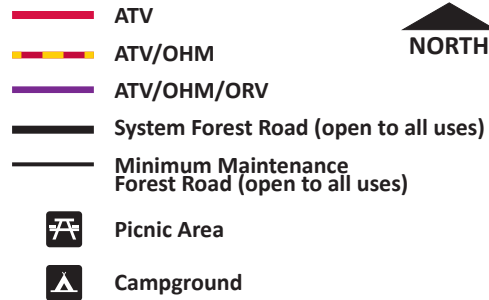 ATV
NORTH
ATV/OHM
ATV/OHM/ORV
System Forest Road (open to all uses)
Minimum Maintenance
Forest Road (open to all uses)
Picnic Area
Campground